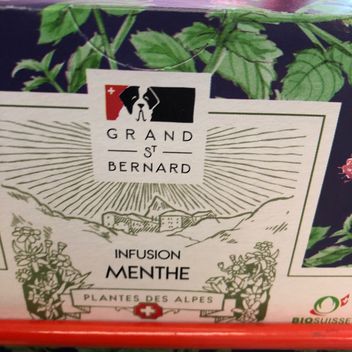 GRAND
ST
BERNARD
INFUSION
MENTHE
PLANTES DES ALPES
BIOSUISSE